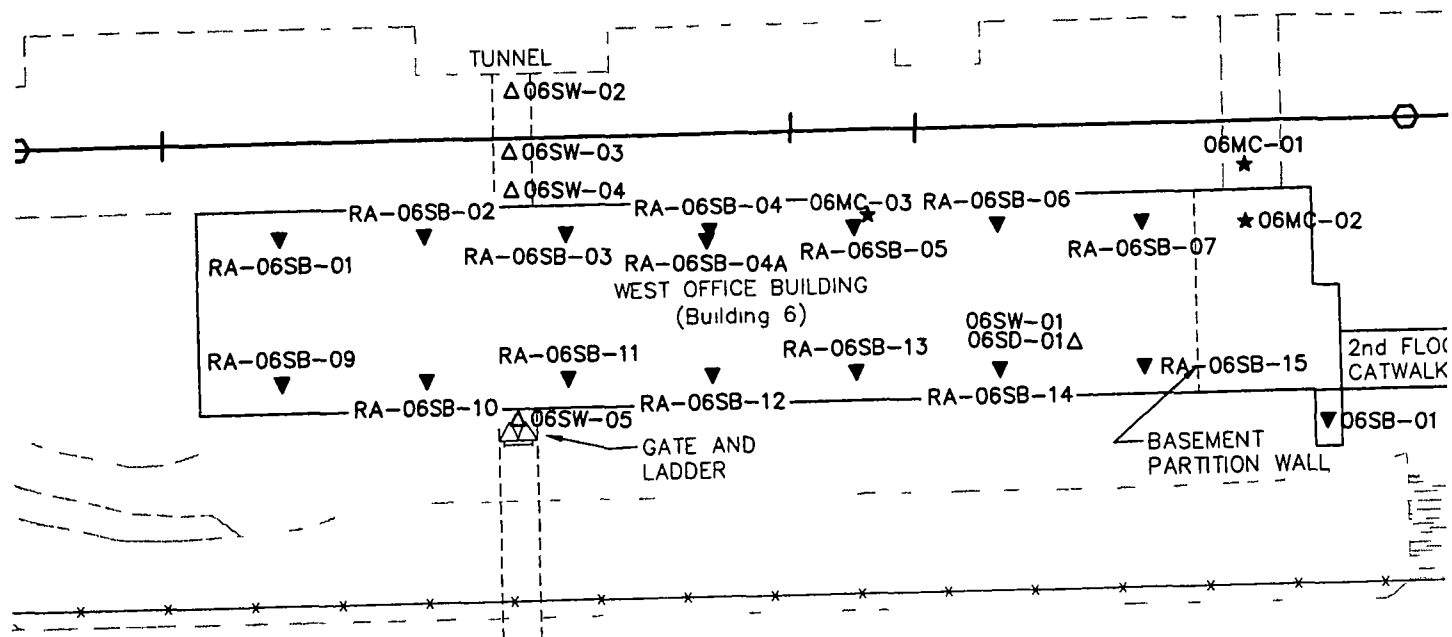 TUNNEL
06SW-02
06SW-03
06MC-01
06SW-04
RA-06SB-02
RA-06SB-04
06MC-03
RA-06SB-06
06MC-02
RA-06SB-01
RA-06SB-03
RA-06SB-04A
RA-06SB-05
RA-06SB-07
WEST OFFICE BUILDING
(Building 6)
06SW-01
06SD-01
RA-06SB-09
RA-06SB-11
RA-06SB-13
RA-06SB-15
2nd FLOO
CATWALK
RA-06SB-10
RA-06SB-12
RA-06SB-14
06SW-05
06SB-01
GATE AND
LADDER
BASEMENT
PARTITION WALL